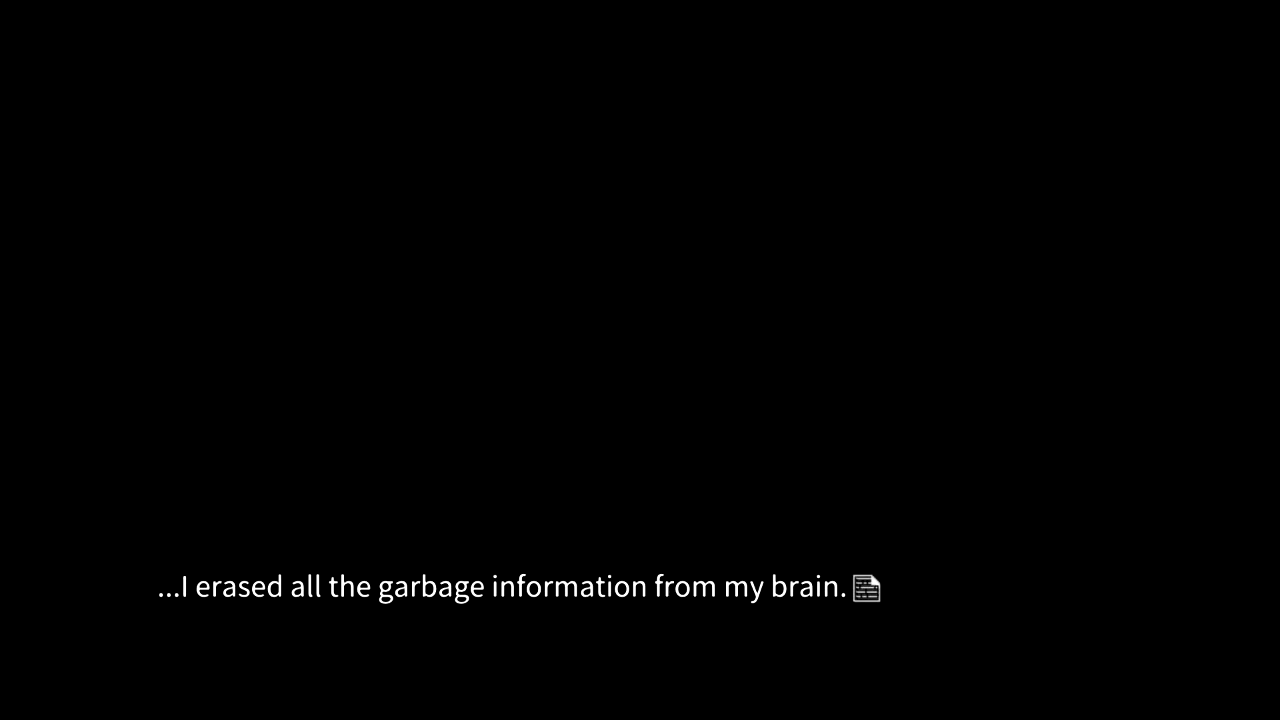 ...I erased all the garbage information from my brain.